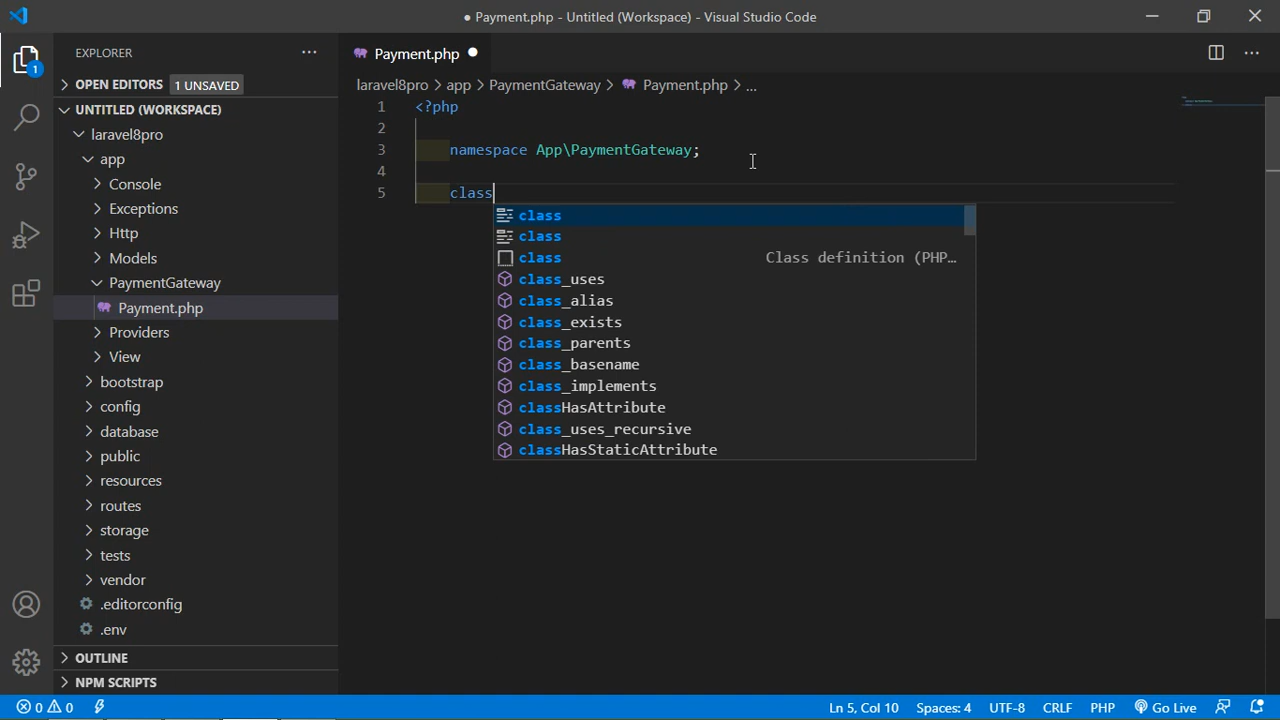 ● Payment.php - Untitled (Workspace) - Visual Studio Code
EXPLORER
Payment.php
OPEN EDITORS 1 UNSAVED
laravel8pro > app > PaymentGateway > Payment.php > ...
UNTITLED (WORKSPACE)
laravel8pro
app
Console
Exceptions
Http
Models
PaymentGateway
Payment.php
Providers
View
bootstrap
config
database
public
resources
routes
storage
tests
vendor
.editorconfig
.env
OUTLINE
NPM SCRIPTS
1
1 <?php
2
3 namespace App\PaymentGateway;
4
5 class
class
class
class Class definition (PHP…
class_uses
class_alias
class_exists
class_parents
class_basename
class_implements
classHasAttribute
class_uses_recursive
classHasStaticAttribute
0 0 Ln 5, Col 10 Spaces: 4 UTF-8 CRLF PHP Go Live